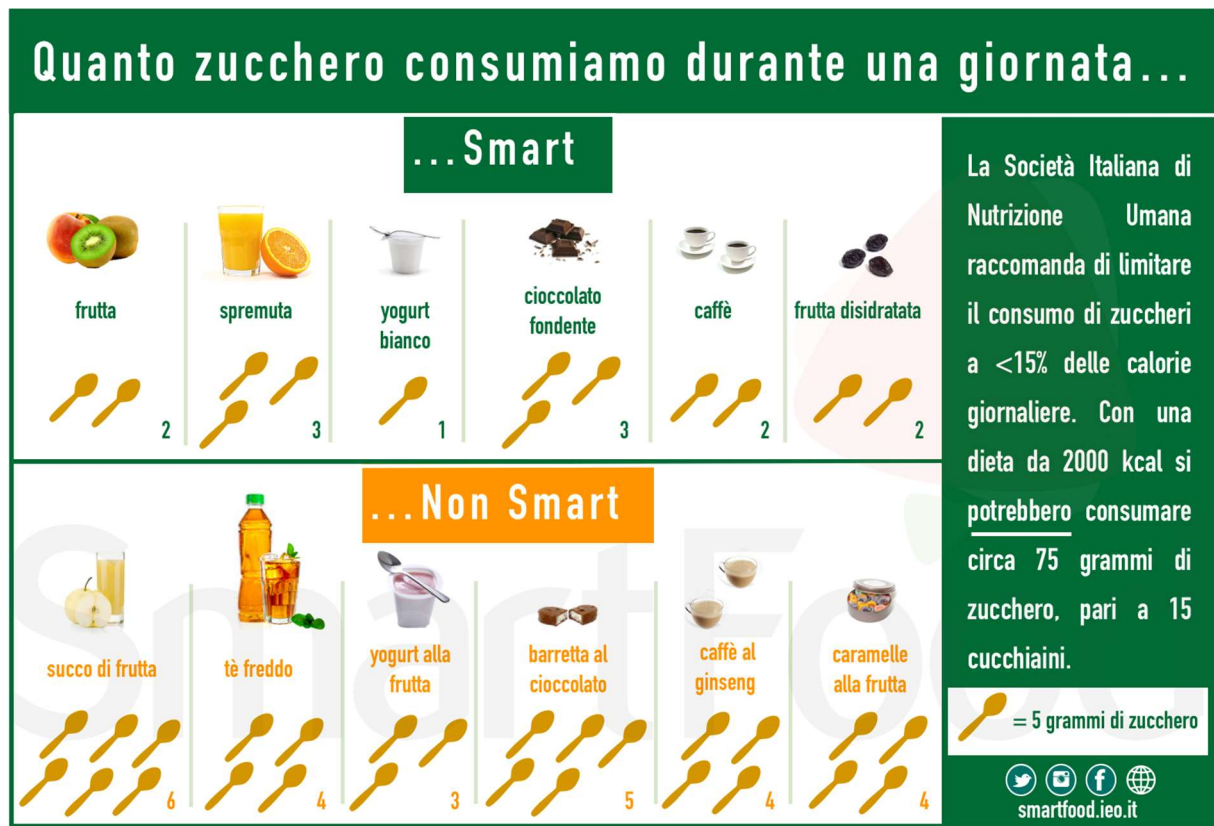 Quanto zucchero consumiamo durante una giornata...
...Smart
frutta
spremuta
yogurt
bianco
cioccolato
fondente
caffè
frutta disidratata
2
3
1
3
2
2
...Non Smart
succo di frutta
tè freddo
yogurt alla
frutta
barretta al
cioccolato
caffè al
ginseng
caramelle
alla frutta
6
4
3
5
4
4
La Società Italiana di
Nutrizione Umana
raccomanda di limitare
il consumo di zuccheri
a <15% delle calorie
giornaliere. Con una
dieta da 2000 kcal si
potrebbero consumare
circa 75 grammi di
zucchero, pari a 15
cucchiaini.
= 5 grammi di zucchero
smartfood.ieo.it
SmartFood